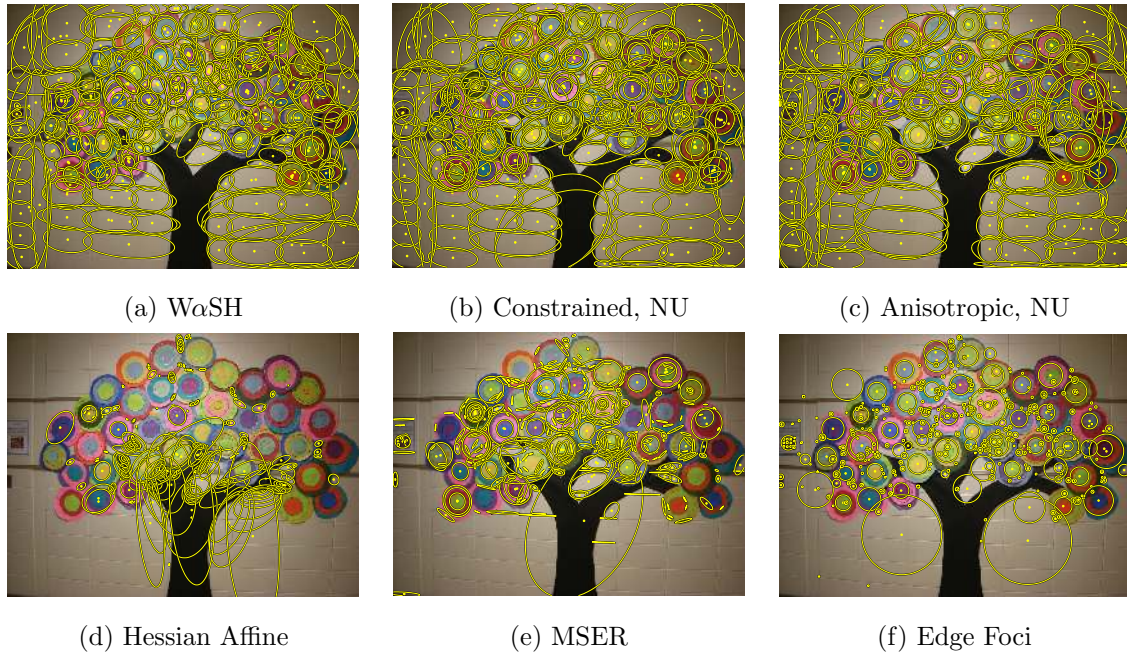 (a) WαSH
(b) Constrained, NU
(c) Anisotropic, NU
(d) Hessian Affine
(e) MSER
(f) Edge Foci